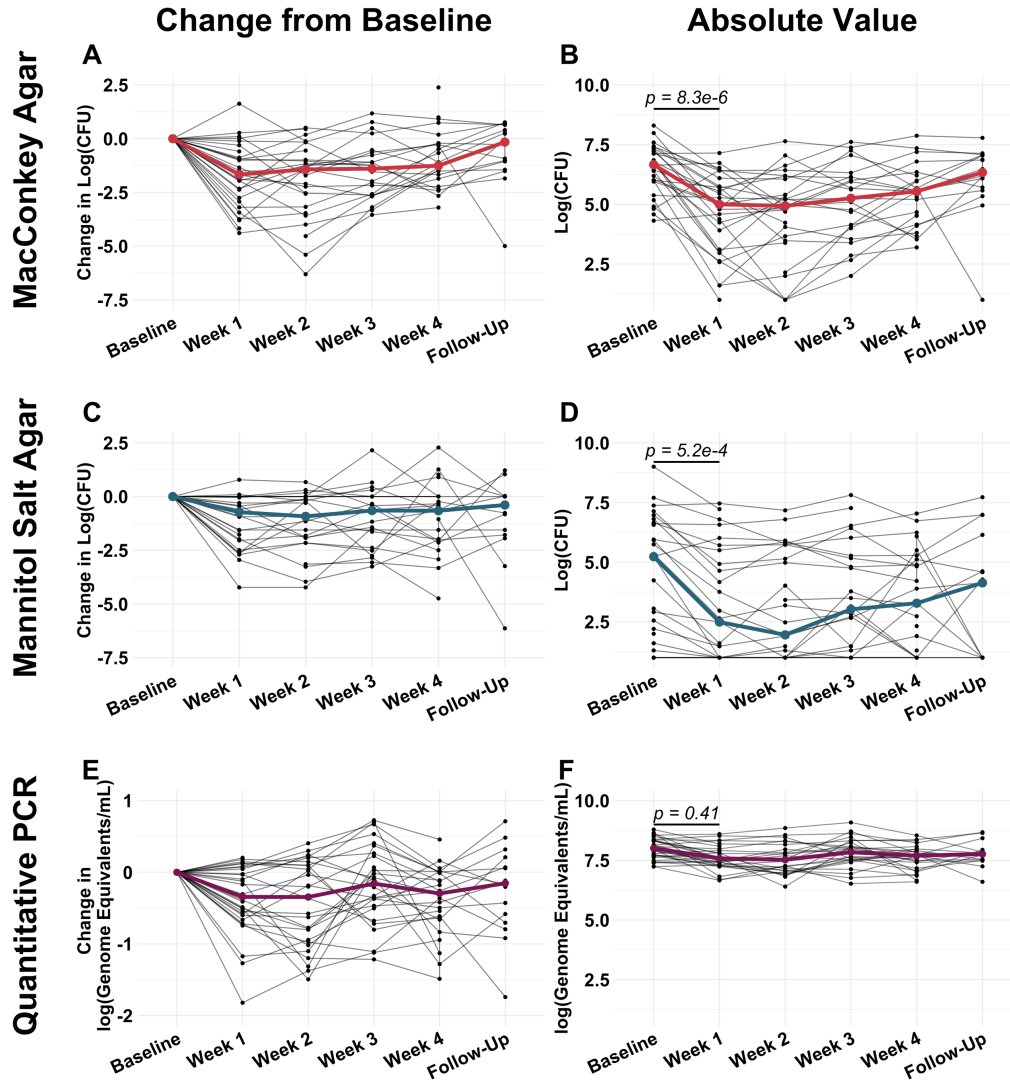 Change from Baseline
Absolute Value
MacConkey Agar
A
Change in Log(CFU)
2.5
0.0
-2.5
-5.0
-7.5
Baseline
Week 1
Week 2
Week 3
Week 4
Follow-Up
B
Log(CFU)
10.0
7.5
5.0
2.5
p = 8.3e-6
Baseline
Week 1
Week 2
Week 3
Week 4
Follow-Up
Mannitol Salt Agar
C
Change in Log(CFU)
2.5
0.0
-2.5
-5.0
-7.5
Baseline
Week 1
Week 2
Week 3
Week 4
Follow-Up
D
Log(CFU)
10.0
7.5
5.0
2.5
p = 5.2e-4
Baseline
Week 1
Week 2
Week 3
Week 4
Follow-Up
Quantitative PCR
E
Change in
log(Genome Equivalents/mL)
1
0
-1
-2
Baseline
Week 1
Week 2
Week 3
Week 4
Follow-Up
F
log(Genome Equivalents/mL)
10.0
7.5
5.0
2.5
p = 0.41
Baseline
Week 1
Week 2
Week 3
Week 4
Follow-Up